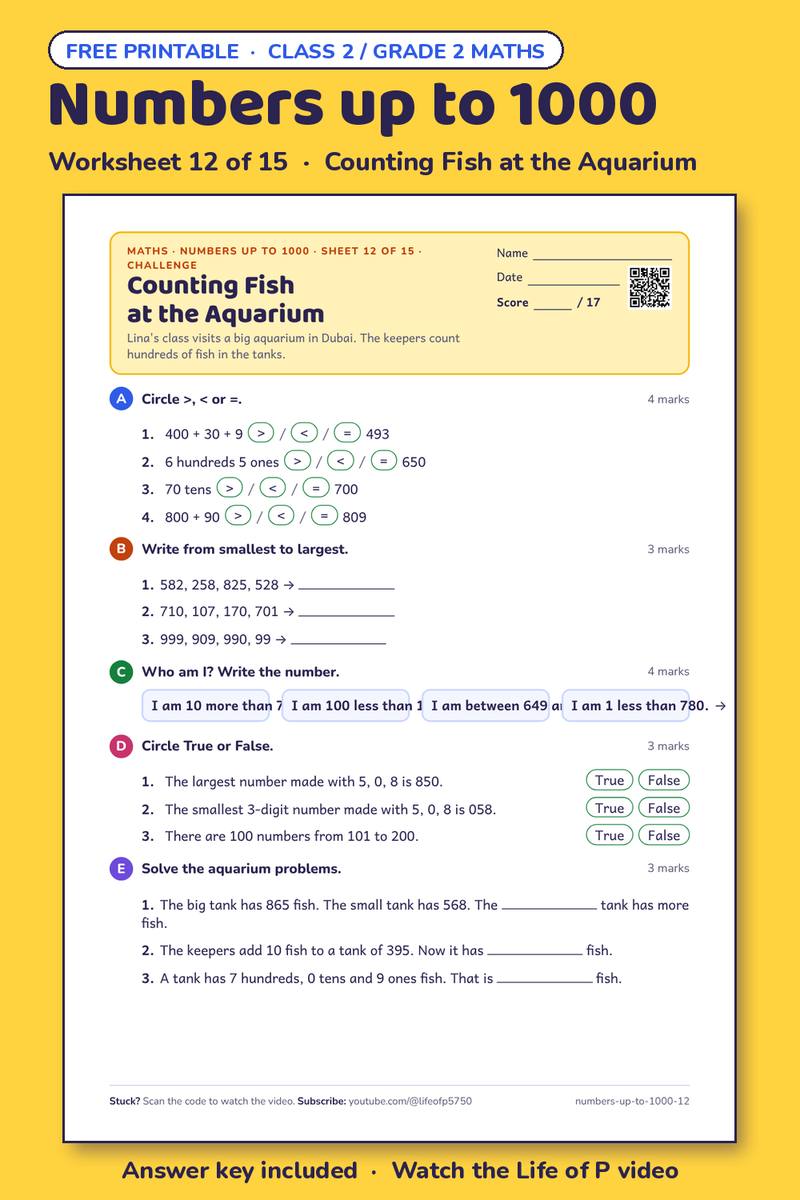 FREE PRINTABLE · CLASS 2 / GRADE 2 MATHS
Numbers up to 1000
Worksheet 12 of 15 · Counting Fish at the Aquarium
MATHS · NUMBERS UP TO 1000 · SHEET 12 OF 15 ·
CHALLENGE
Counting Fish
at the Aquarium
Lina's class visits a big aquarium in Dubai. The keepers count
hundreds of fish in the tanks.
Name
Date
Score / 17
A Circle >, < or =. 4 marks
1. 400 + 30 + 9 > / < / = 493
2. 6 hundreds 5 ones > / < / = 650
3. 70 tens > / < / = 700
4. 800 + 90 > / < / = 809
B Write from smallest to largest. 3 marks
1. 582, 258, 825, 528 →
2. 710, 107, 170, 701 →
3. 999, 909, 990, 99 →
C Who am I? Write the number. 4 marks
I am 10 more than I am 100 less than I am between 649 I am 1 less than 780. →
D Circle True or False. 3 marks
1. The largest number made with 5, 0, 8 is 850. True False
2. The smallest 3-digit number made with 5, 0, 8 is 058. True False
3. There are 100 numbers from 101 to 200. True False
E Solve the aquarium problems. 3 marks
1. The big tank has 865 fish. The small tank has 568. The ___ tank has more
fish.
2. The keepers add 10 fish to a tank of 395. Now it has ___ fish.
3. A tank has 7 hundreds, 0 tens and 9 ones fish. That is ___ fish.
Stuck? Scan the code to watch the video. Subscribe: youtube.com/@lifeofp5750 numbers-up-to-1000-12
Answer key included · Watch the Life of P video